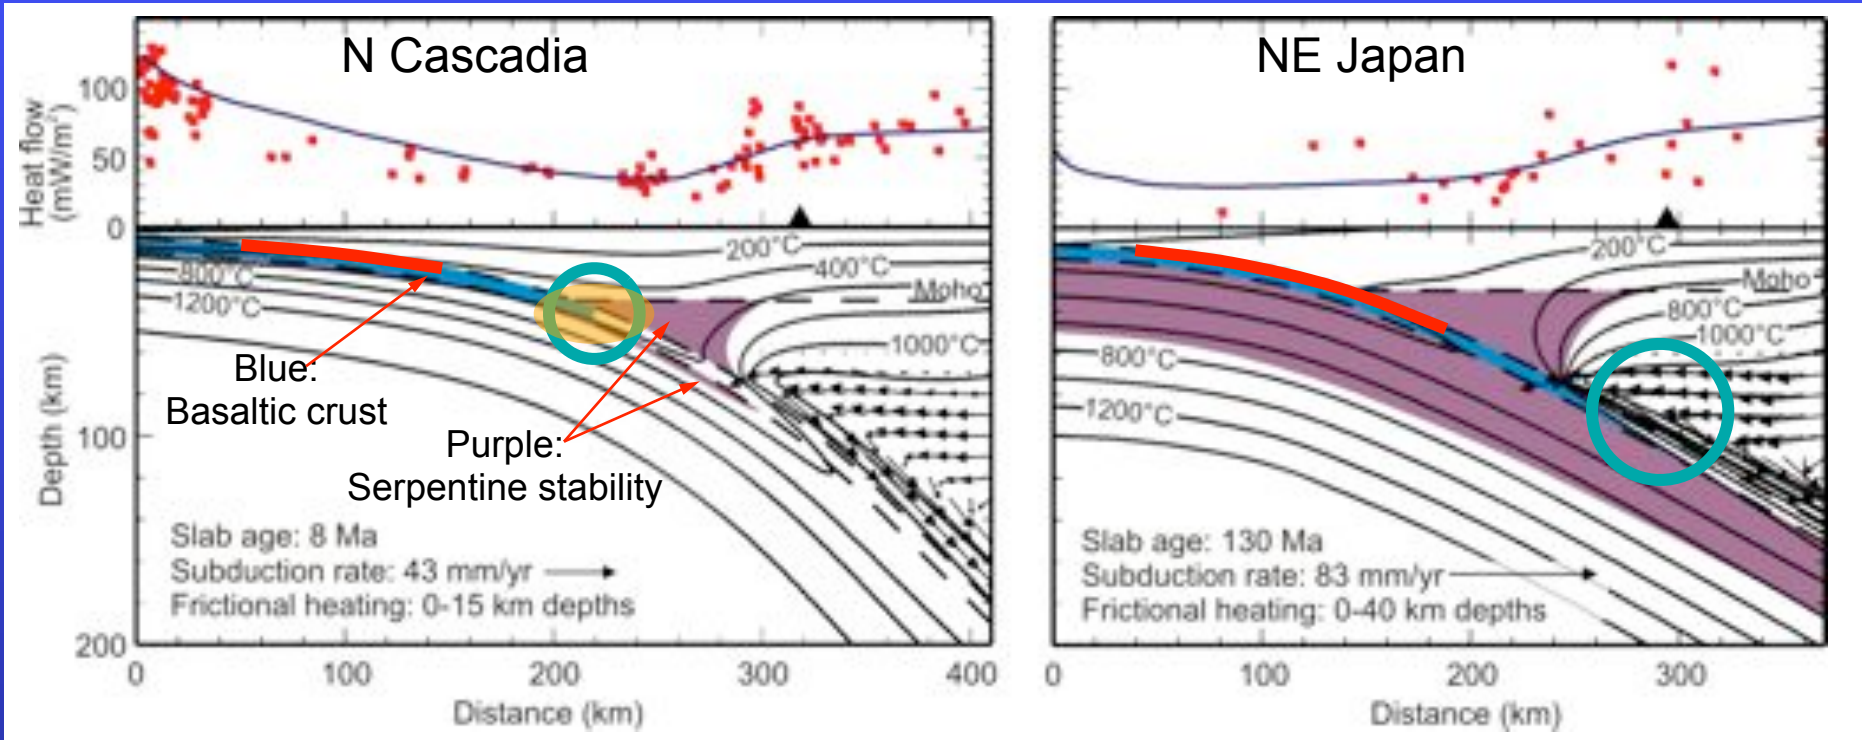 N Cascadia
NE Japan
Heat flow
(mW/m²)
100
50
0
200°C
400°C
800°C
1200°C
Moho
1000°C
Blue:
Basaltic crust
Purple:
Serpentine stability
Depth (km)
100
200
Slab age: 8 Ma
Subduction rate: 43 mm/yr
Frictional heating: 0-15 km depths
0
100
200
300
400
Distance (km)
200°C
Moho
800°C
1000°C
800°C
1200°C
Slab age: 130 Ma
Subduction rate: 83 mm/yr
Frictional heating: 0-40 km depths
0
100
200
300
Distance (km)